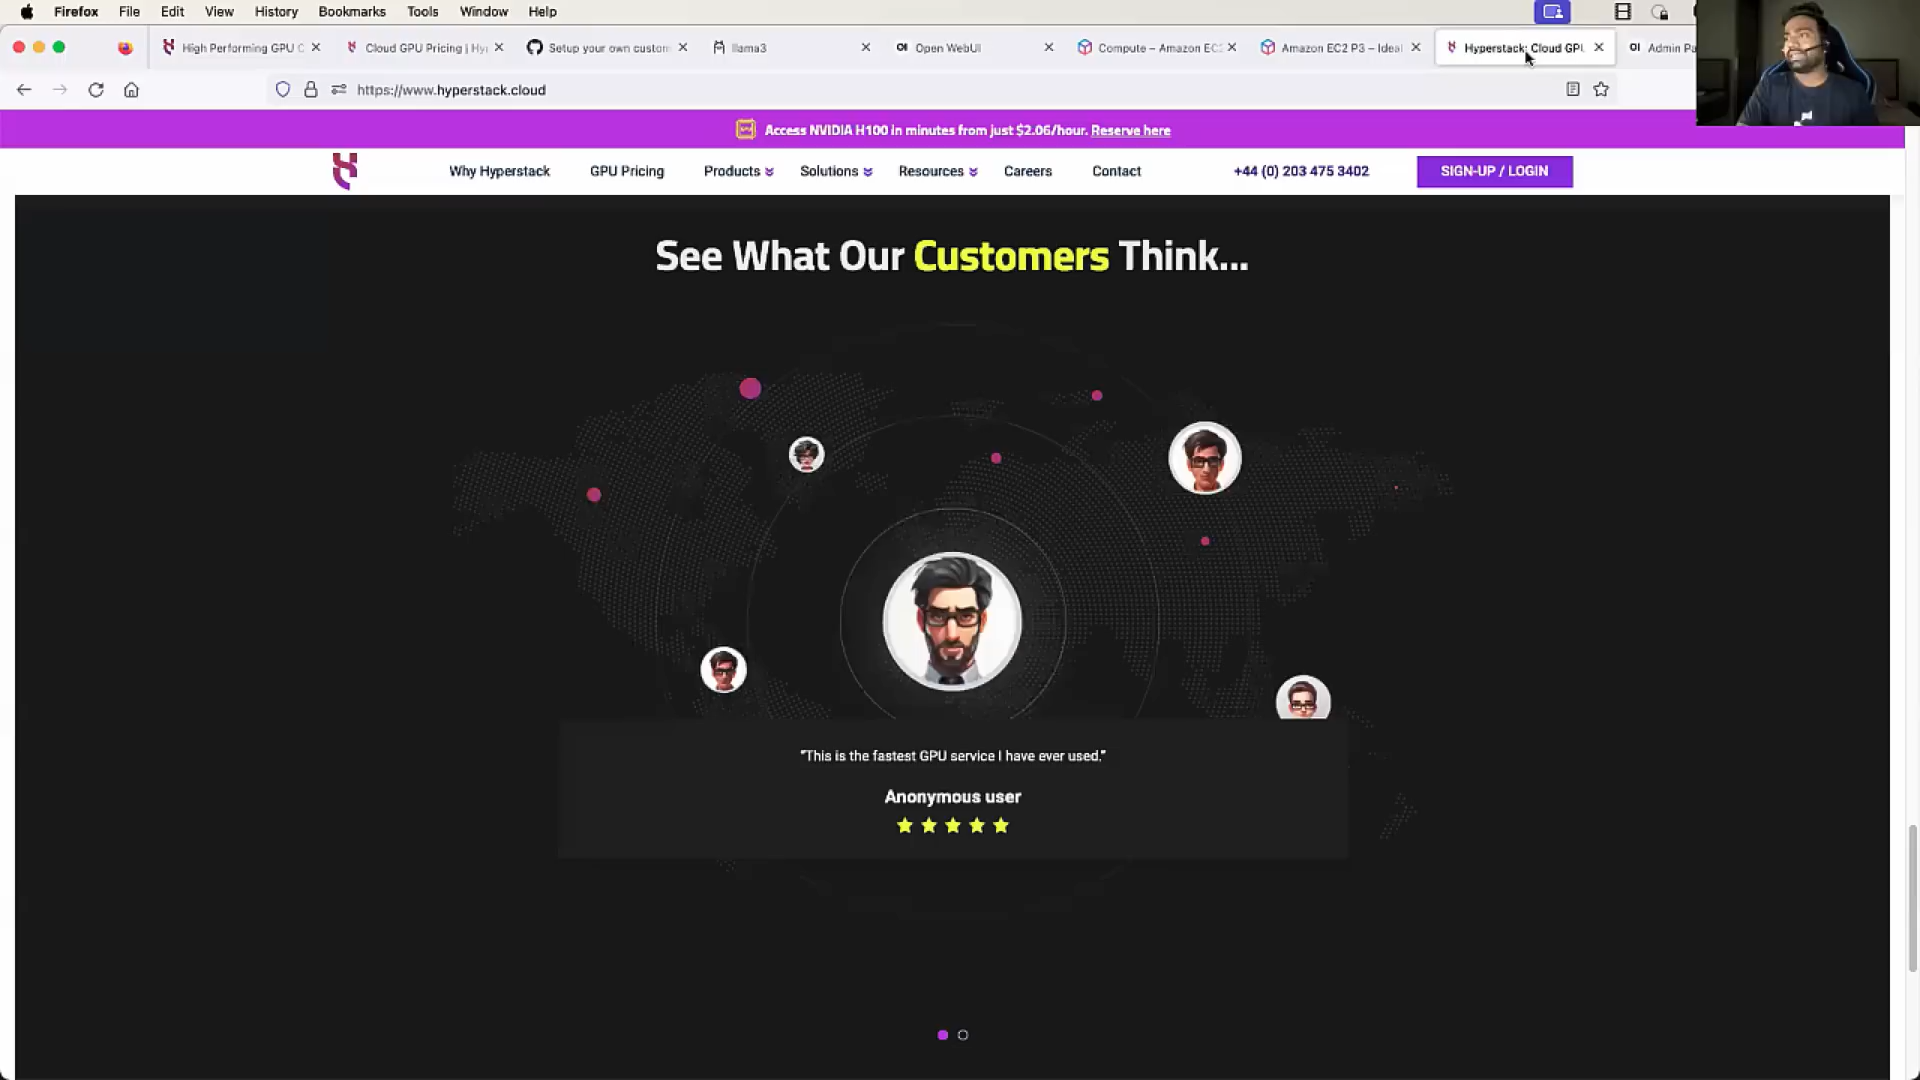 Firefox File Edit View History Bookmarks Tools Window Help
High Performing GPU C
Cloud GPU Pricing | Hy
Setup your own custom
llama3
OI Open WebUI
Compute – Amazon EC2
Amazon EC2 P3 – Ideal
Hyperstack: Cloud GPU
OI Admin Pa
https://www.hyperstack.cloud
Access NVIDIA H100 in minutes from just $2.06/hour. Reserve here
Why Hyperstack GPU Pricing Products Solutions Resources Careers Contact +44 (0) 203 475 3402 SIGN-UP / LOGIN
See What Our Customers Think...
"This is the fastest GPU service I have ever used."
Anonymous user